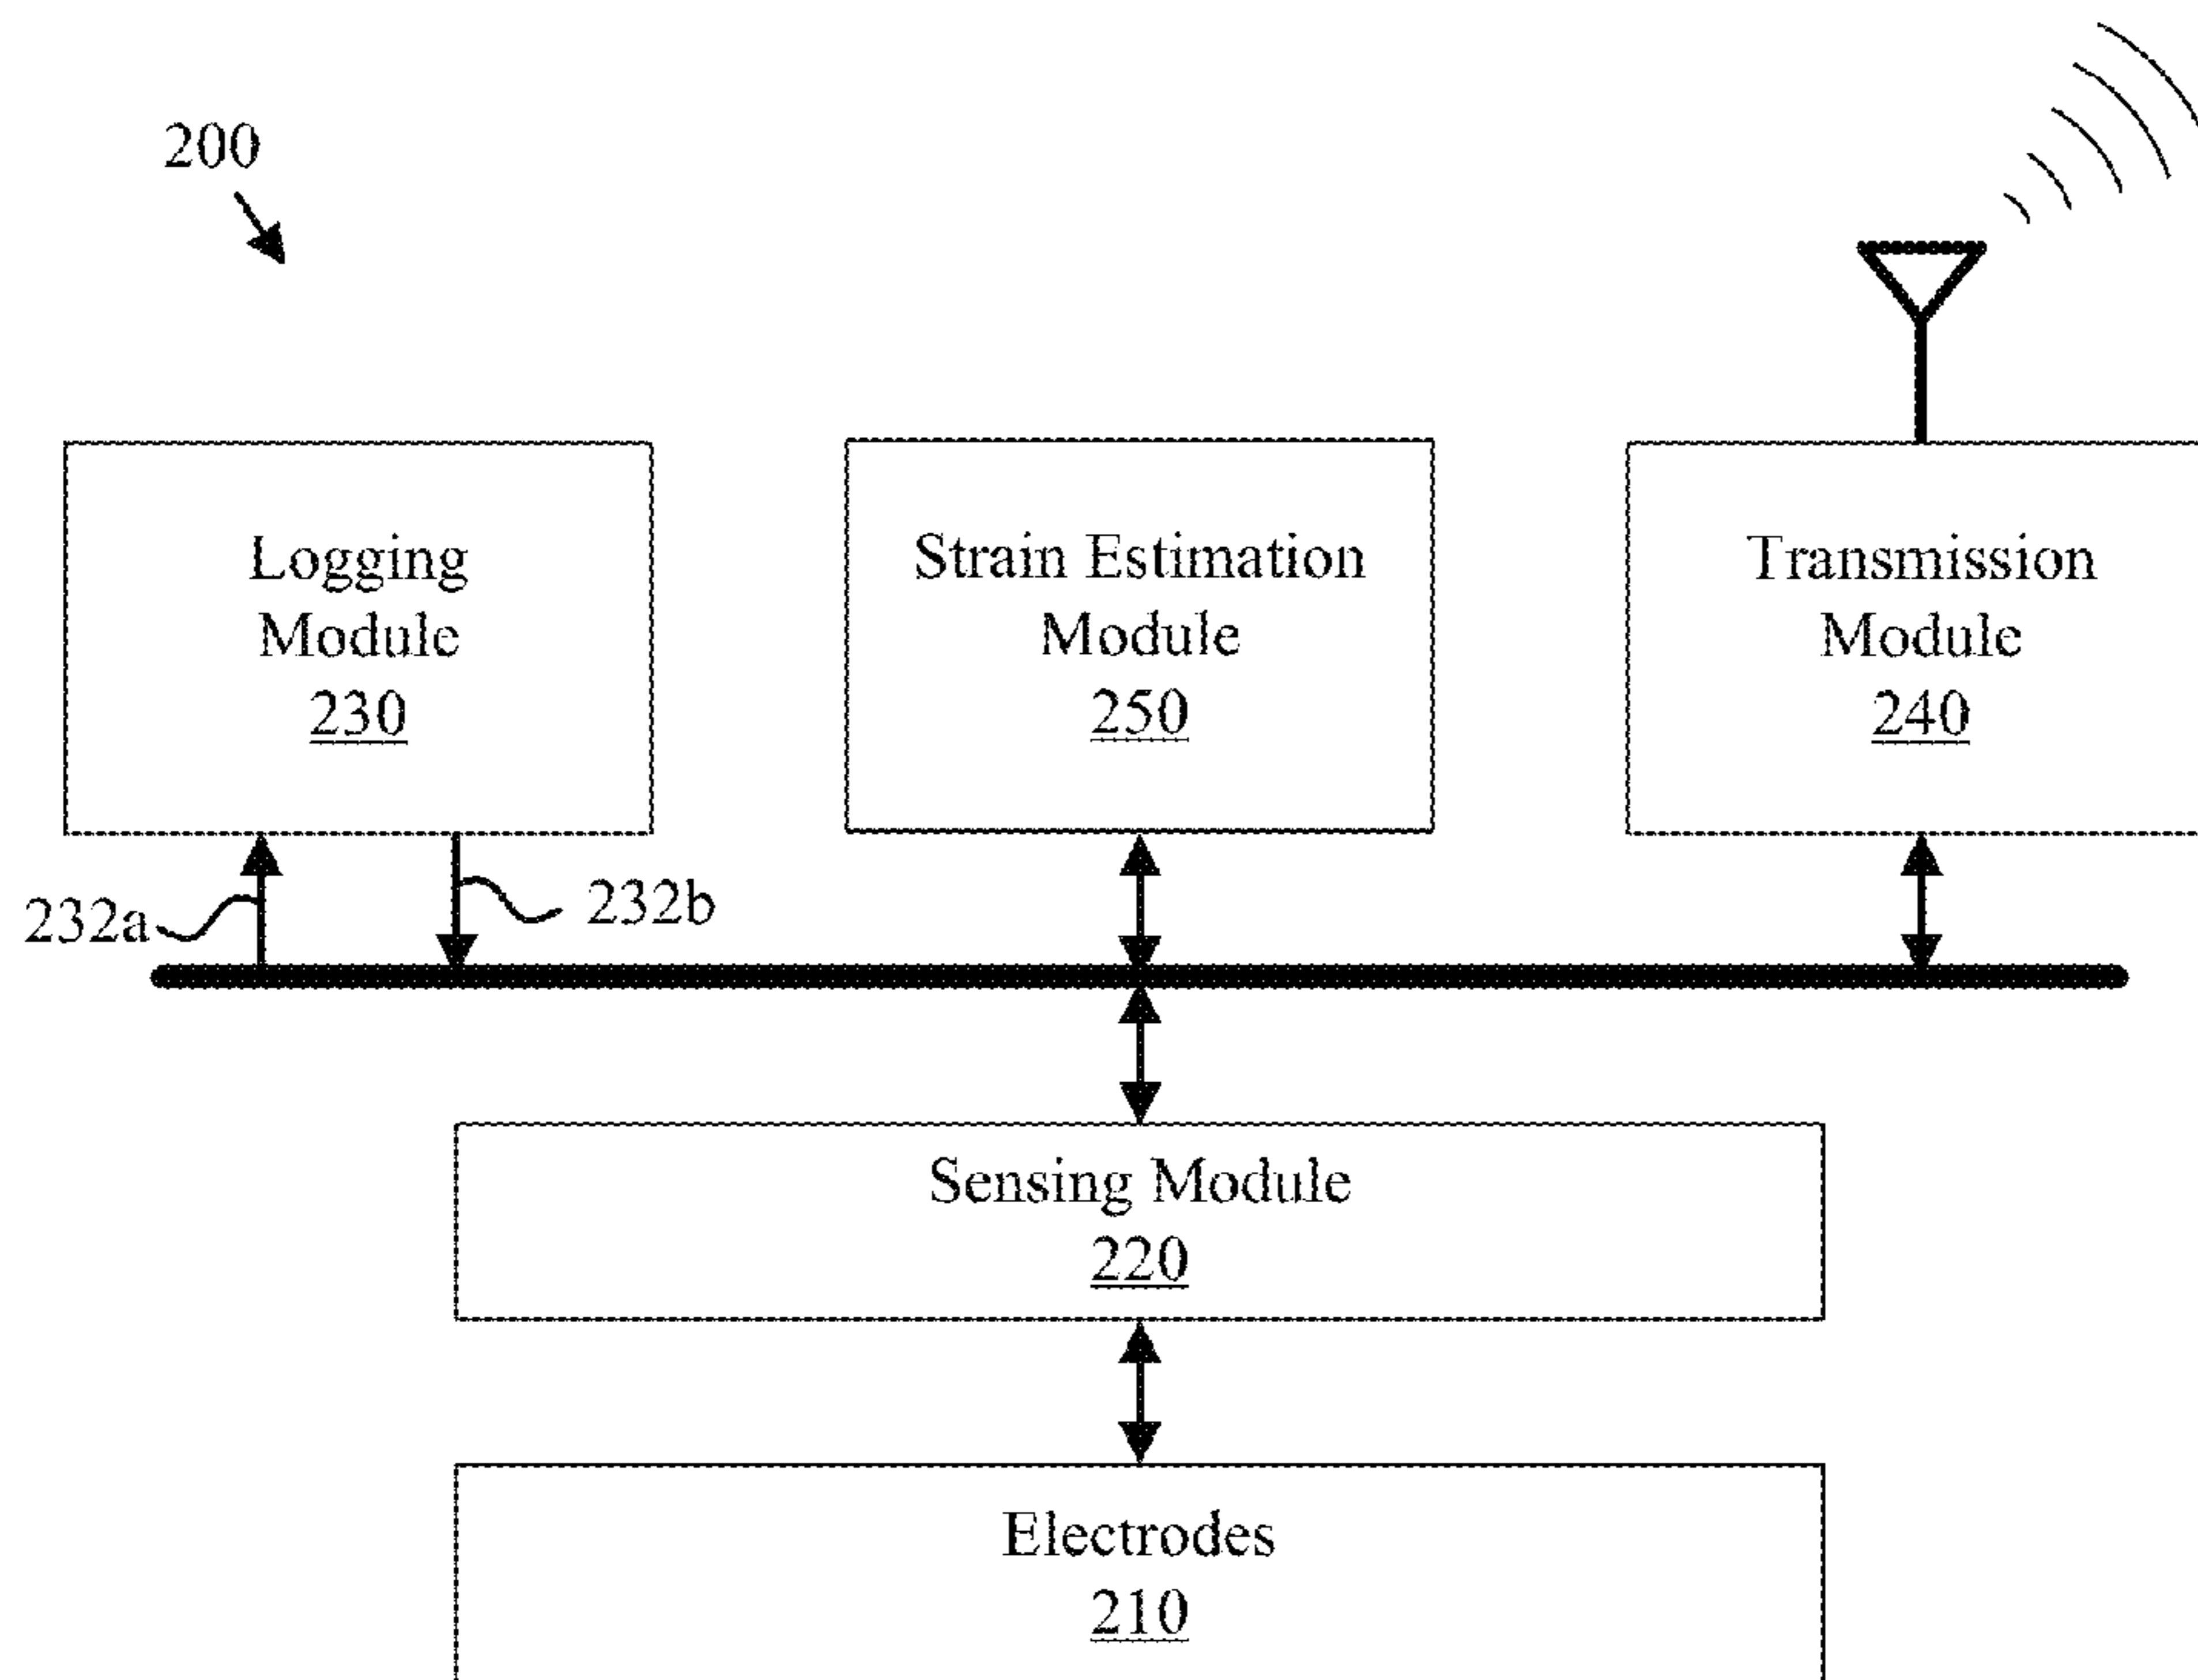 200
Logging
Module
230
Strain Estimation
Module
250
Transmission
Module
240
232a
232b
Sensing Module
220
Electrodes
210